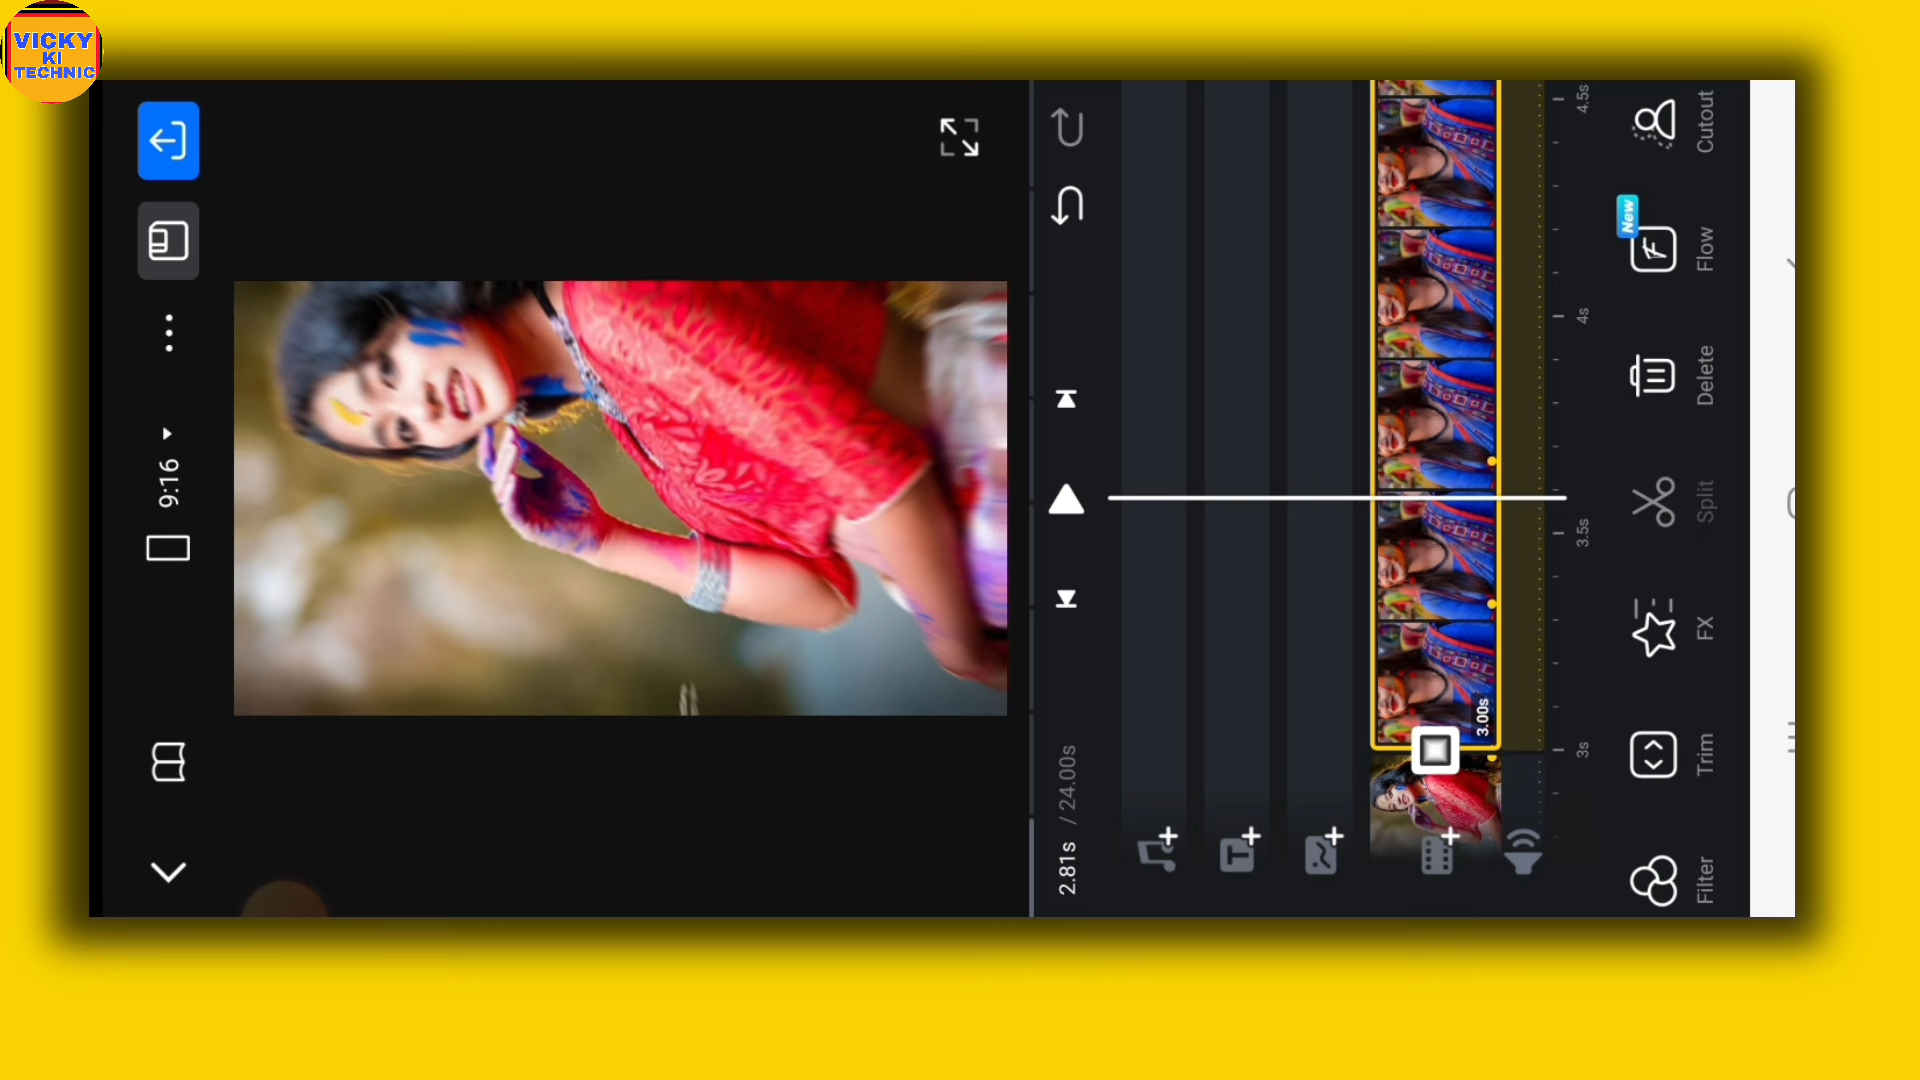 VICKY
KI
TECHNIC
9:16
2.81s / 24.00s
3.00s
3s
3.5s
4s
4.5s
Filter
Trim
FX
Split
Delete
Flow
New
Cutout
T